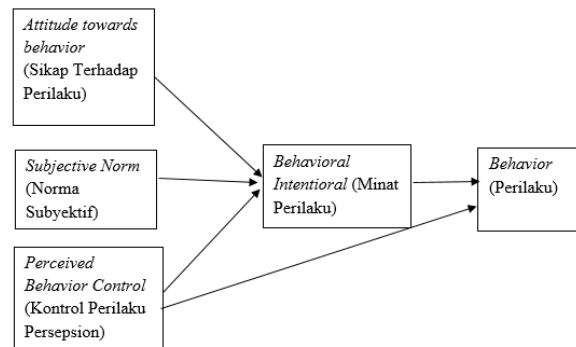 Attitude towards
behavior
(Sikap Terhadap
Perilaku)
Subjective Norm
(Norma
Subyektif)
Perceived
Behavior Control
(Kontrol Perilaku
Persepsion)
Behavioral
Intentioral (Minat
Perilaku)
Behavior
(Perilaku)